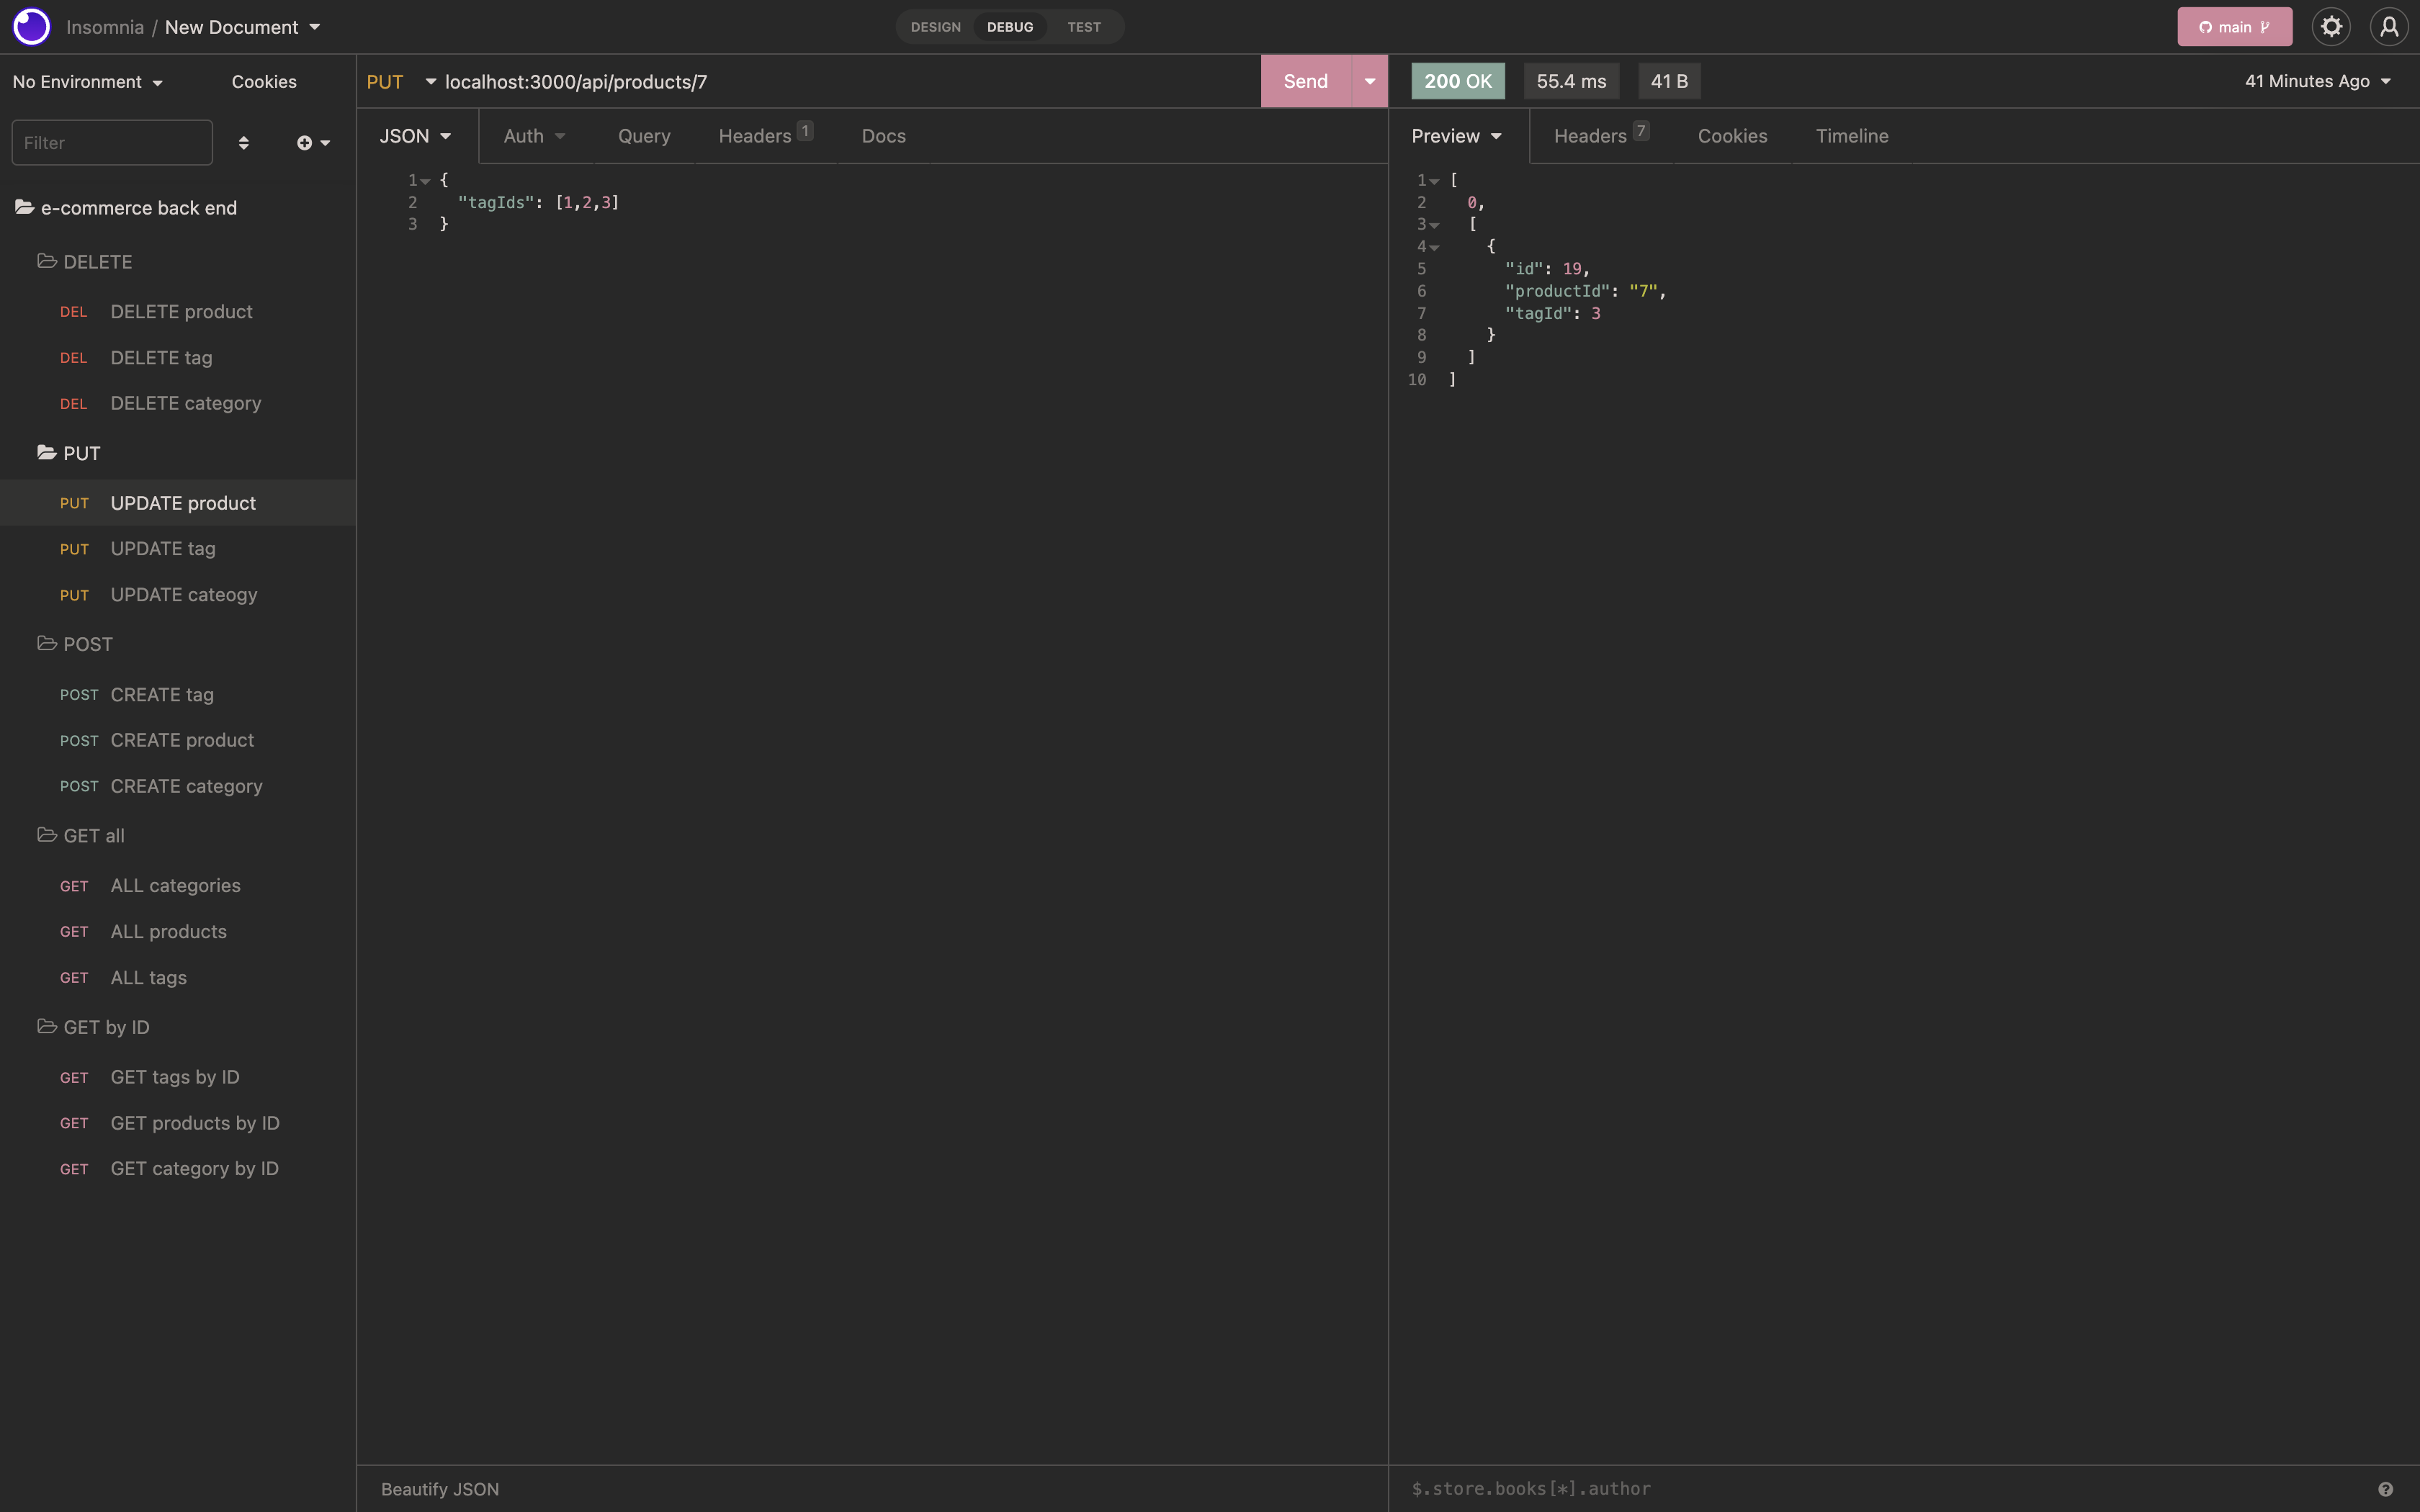 Insomnia / New Document
DESIGN DEBUG TEST
main
No Environment Cookies
Filter
e-commerce back end
DELETE
DEL DELETE product
DEL DELETE tag
DEL DELETE category
PUT
PUT UPDATE product
PUT UPDATE tag
PUT UPDATE cateogy
POST
POST CREATE tag
POST CREATE product
POST CREATE category
GET all
GET ALL categories
GET ALL products
GET ALL tags
GET by ID
GET GET tags by ID
GET GET products by ID
GET GET category by ID
PUT localhost:3000/api/products/7 Send
JSON Auth Query Headers 1 Docs
1 {
2 "tagIds": [1,2,3]
3 }
Beautify JSON
200 OK 55.4 ms 41 B 41 Minutes Ago
Preview Headers 7 Cookies Timeline
1 [
2 0,
3 [
4 {
5 "id": 19,
6 "productId": "7",
7 "tagId": 3
8 }
9 ]
10 ]
$.store.books[*].author